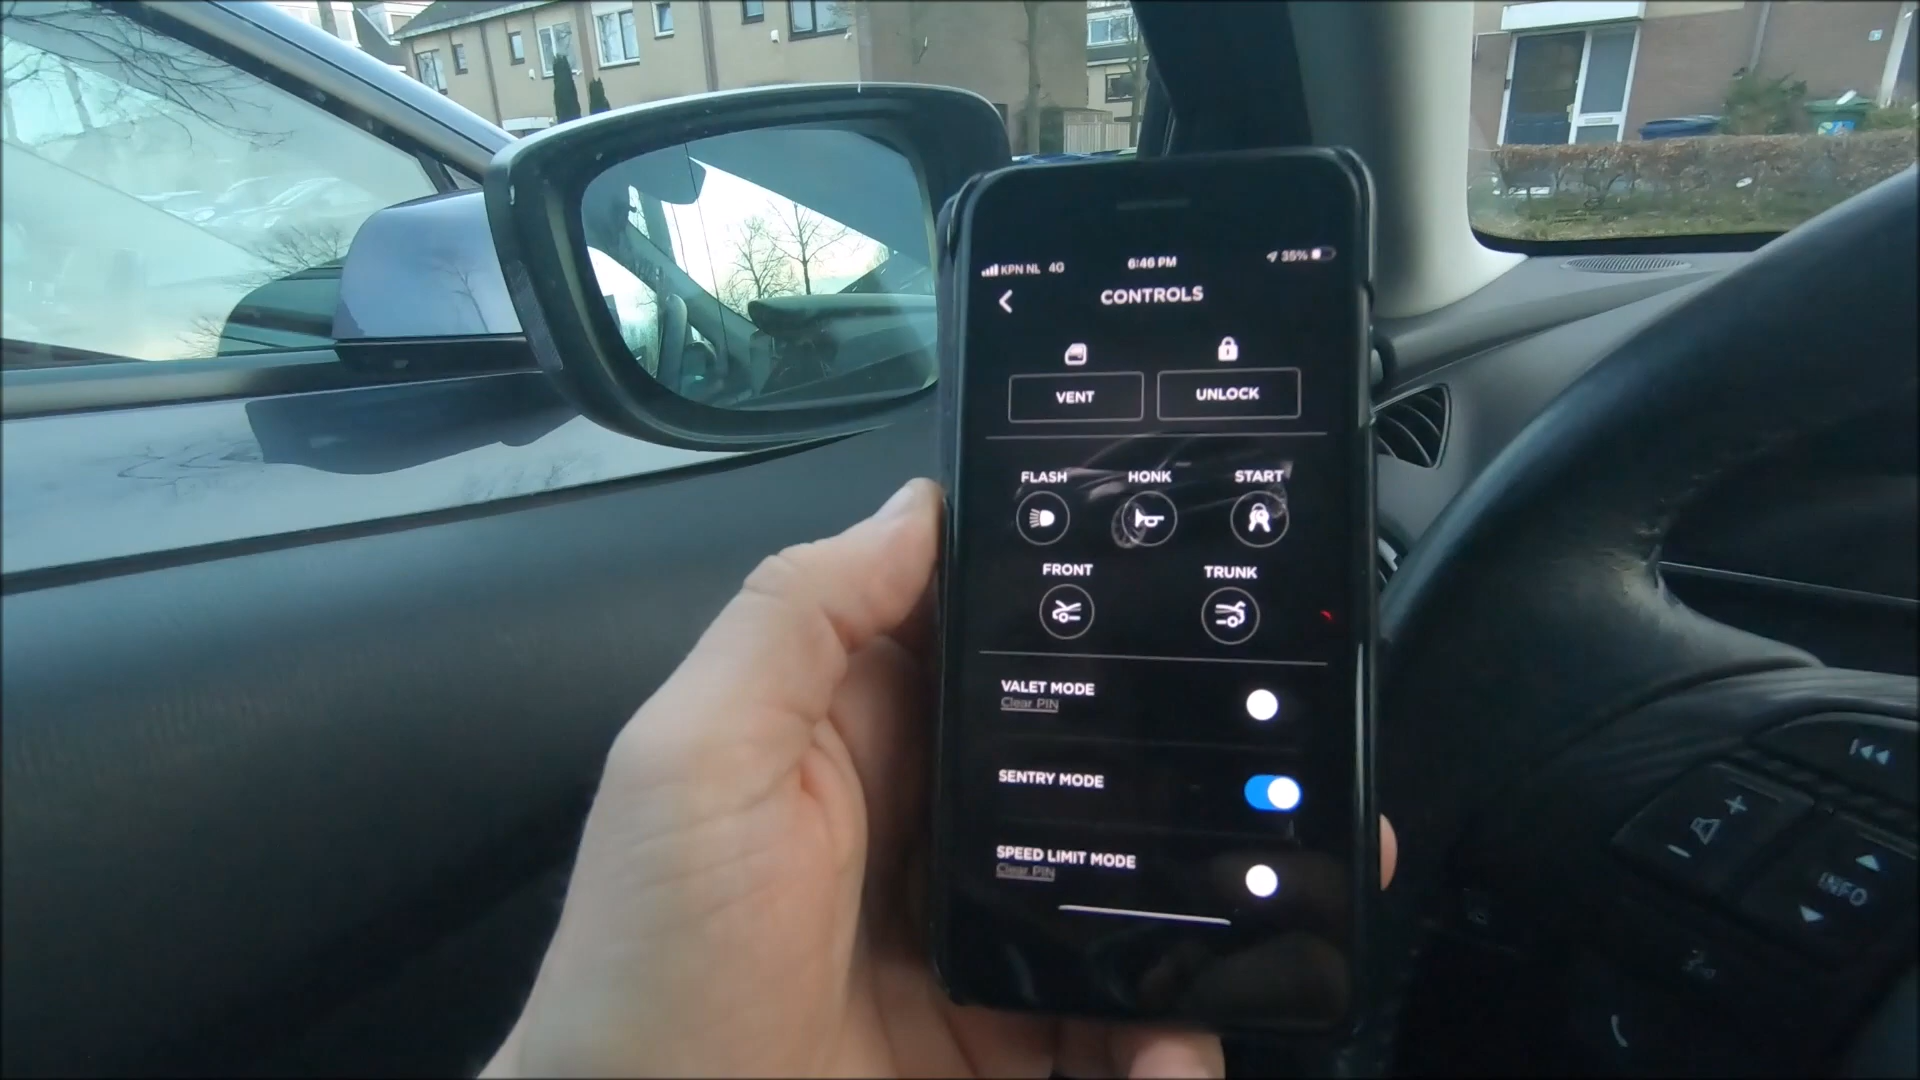 KPN NL 4G 6:46 PM 35%
CONTROLS
VENT UNLOCK
FLASH HONK START
FRONT TRUNK
VALET MODE
Clear PIN
SENTRY MODE
SPEED LIMIT MODE
Clear PIN
INFO